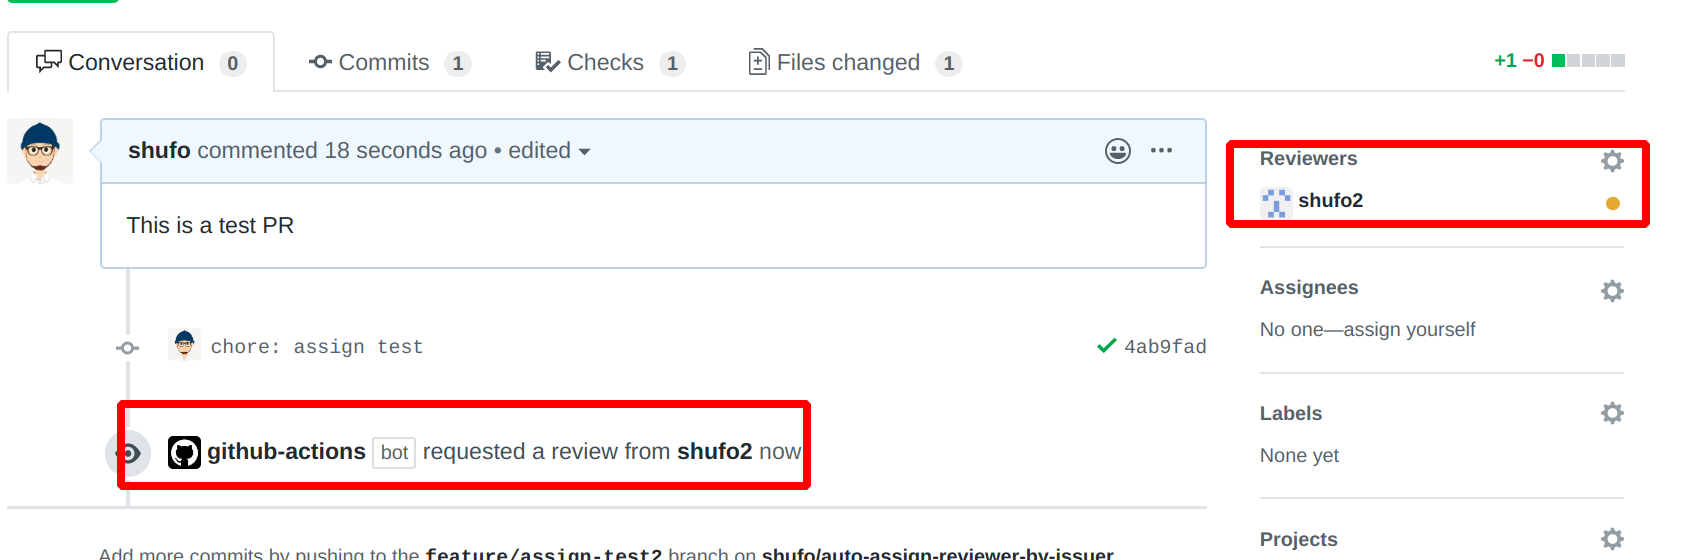 Conversation 0 Commits 1 Checks 1 Files changed 1 +1 −0
shufo commented 18 seconds ago • edited
This is a test PR
chore: assign test 4ab9fad
github-actions bot requested a review from shufo2 now
Add more commits by pushing to the feature/assign-test2 branch on shufo/auto-assign-reviewer-by-issuer
Reviewers
shufo2
Assignees
No one—assign yourself
Labels
None yet
Projects